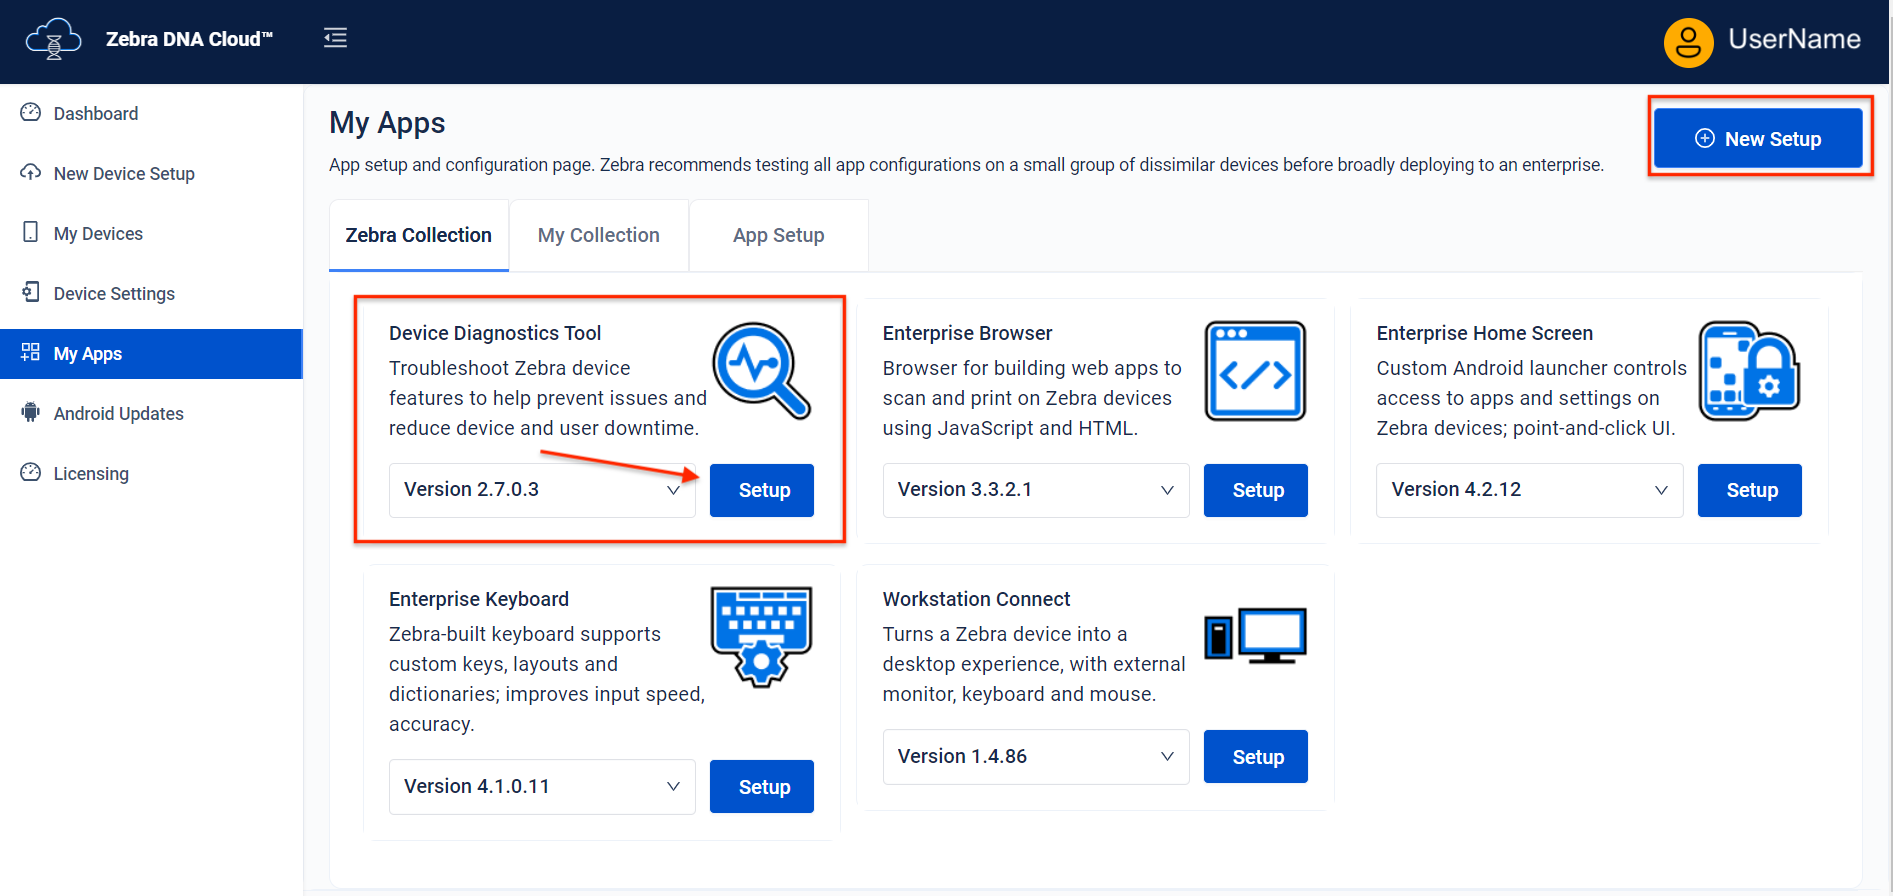 Zebra DNA Cloud™
UserName
Dashboard
New Device Setup
My Devices
Device Settings
My Apps
Android Updates
Licensing
My Apps
App setup and configuration page. Zebra recommends testing all app configurations on a small group of dissimilar devices before broadly deploying to an enterprise.
New Setup
Zebra Collection
My Collection
App Setup
Device Diagnostics Tool
Troubleshoot Zebra device
features to help prevent issues and
reduce device and user downtime.
Version 2.7.0.3
Setup
Enterprise Browser
Browser for building web apps to
scan and print on Zebra devices
using JavaScript and HTML.
Version 3.3.2.1
Setup
Enterprise Home Screen
Custom Android launcher controls
access to apps and settings on
Zebra devices; point-and-click UI.
Version 4.2.12
Setup
Enterprise Keyboard
Zebra-built keyboard supports
custom keys, layouts and
dictionaries; improves input speed,
accuracy.
Version 4.1.0.11
Setup
Workstation Connect
Turns a Zebra device into a
desktop experience, with external
monitor, keyboard and mouse.
Version 1.4.86
Setup